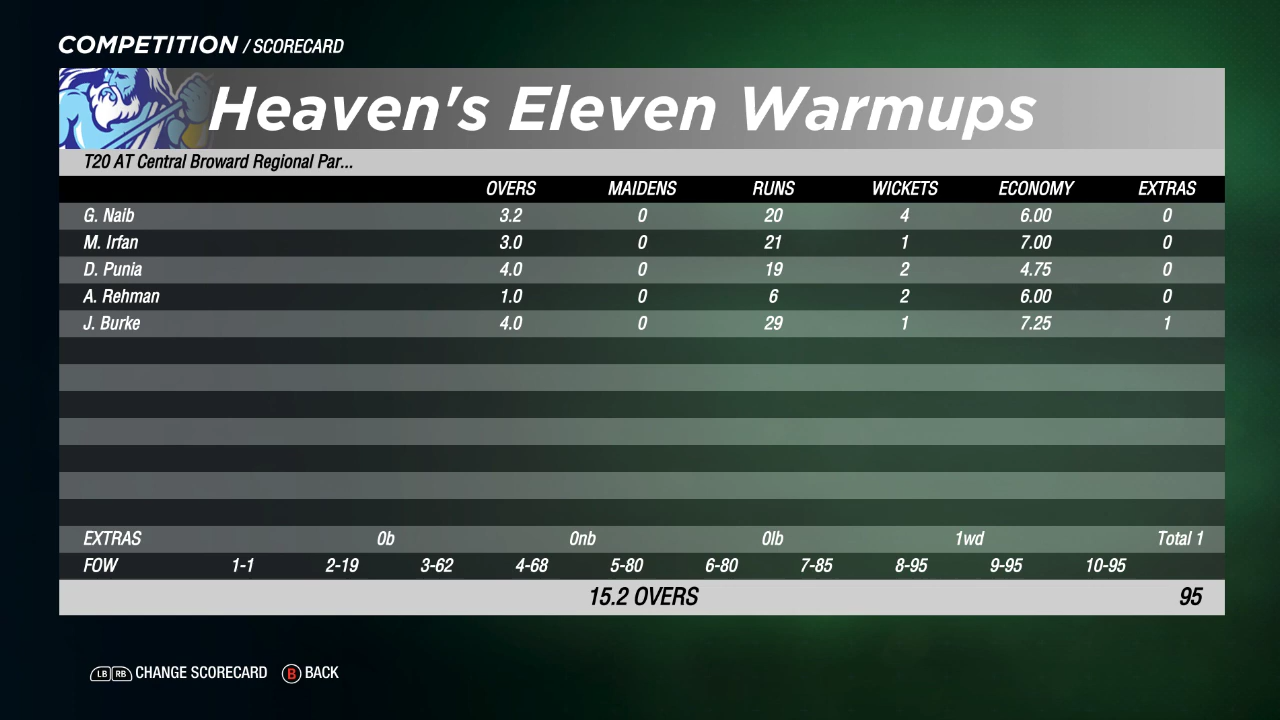 COMPETITION / SCORECARD
Heaven's Eleven Warmups
T20 AT Central Broward Regional Par...
OVERS MAIDENS RUNS WICKETS ECONOMY EXTRAS
G. Naib 3.2 0 20 4 6.00 0
M. Irfan 3.0 0 21 1 7.00 0
D. Punia 4.0 0 19 2 4.75 0
A. Rehman 1.0 0 6 2 6.00 0
J. Burke 4.0 0 29 1 7.25 1
EXTRAS 0b 0nb 0lb 1wd Total 1
FOW 1-1 2-19 3-62 4-68 5-80 6-80 7-85 8-95 9-95 10-95
15.2 OVERS 95
LB RB CHANGE SCORECARD B BACK